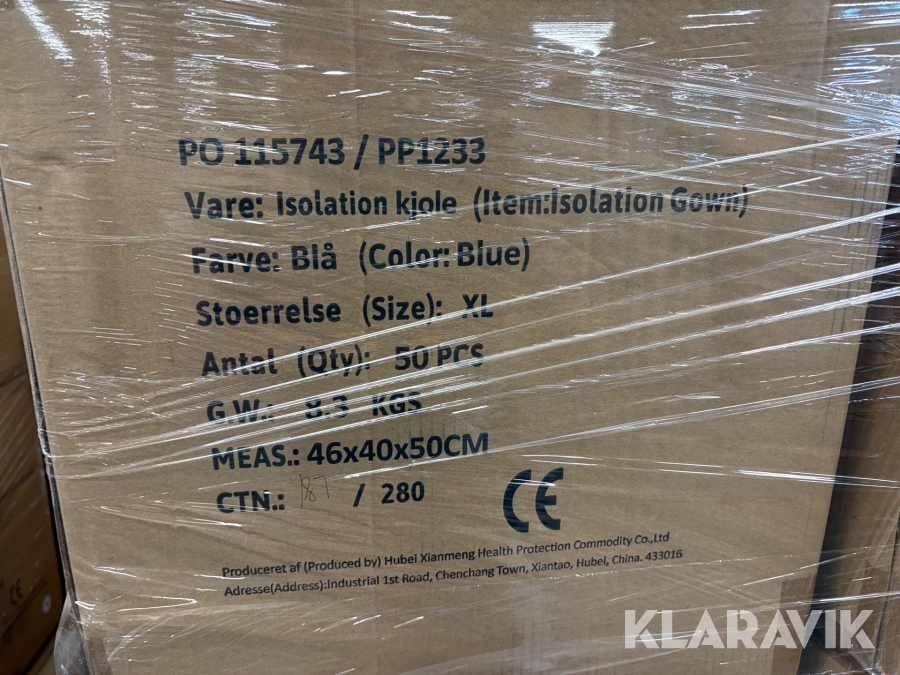 PO 115743 / PP1233
Vare: Isolation kjole (Item:Isolation Gown)
Farve: Blå (Color: Blue)
Stoerrelse (Size): XL
Antal (Qty): 50 PCS
G.W.: 8.3 KGS
MEAS.: 46x40x50CM
CTN.: 187 / 280
CE
Produceret af (Produced by) Hubei Xianmeng Health Protection Commodity Co.,Ltd
Adresse(Address):Industrial 1st Road, Chenchang Town, Xiantao, Hubei, China. 433016
KLARAVIK